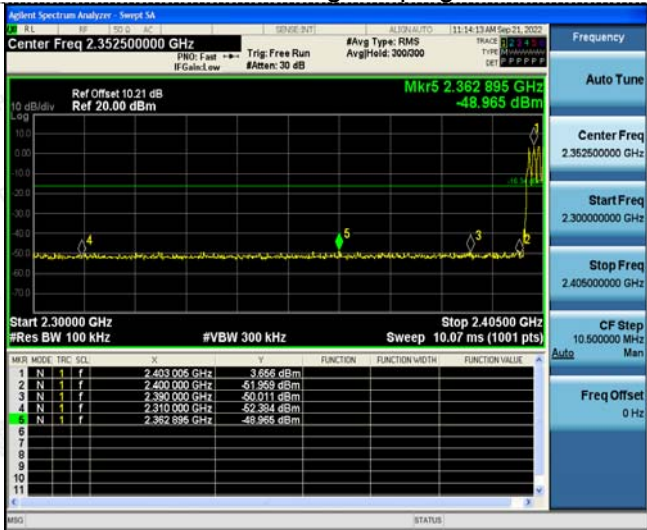 Agilent Spectrum Analyzer - Swept SA
RL RF 50 Ω AC SENSE:INT ALIGN AUTO 11:14:13 AM Sep 21, 2022
Center Freq 2.352500000 GHz
PNO: Fast
IFGain:Low
Trig: Free Run
#Atten: 30 dB
#Avg Type: RMS
Avg|Hold: 300/300
TRACE 1 2 3 4 5 6
TYPE M
DET P P P P P P
Frequency
Mkr5 2.362 895 GHz
-48.965 dBm
Ref Offset 10.21 dB
Ref 20.00 dBm
10 dB/div
Log
10.0
0.00
-10.0
-20.0
-30.0
-40.0
-50.0
-60.0
-70.0
1
4
5
3
2
Start 2.30000 GHz
Stop 2.40500 GHz
#Res BW 100 kHz #VBW 300 kHz Sweep 10.07 ms (1001 pts)
MKR MODE TRC SCL X Y FUNCTION FUNCTION WIDTH FUNCTION VALUE
1 N 1 f 2.403 005 GHz 3.656 dBm
2 N 1 f 2.400 000 GHz -51.959 dBm
3 N 1 f 2.390 000 GHz -50.011 dBm
4 N 1 f 2.310 000 GHz -52.384 dBm
5 N 1 f 2.362 895 GHz -48.965 dBm
6
7
8
9
10
11
MSG STATUS
Auto Tune
Center Freq
2.352500000 GHz
Start Freq
2.300000000 GHz
Stop Freq
2.405000000 GHz
CF Step
10.500000 MHz
Auto Man
Freq Offset
0 Hz